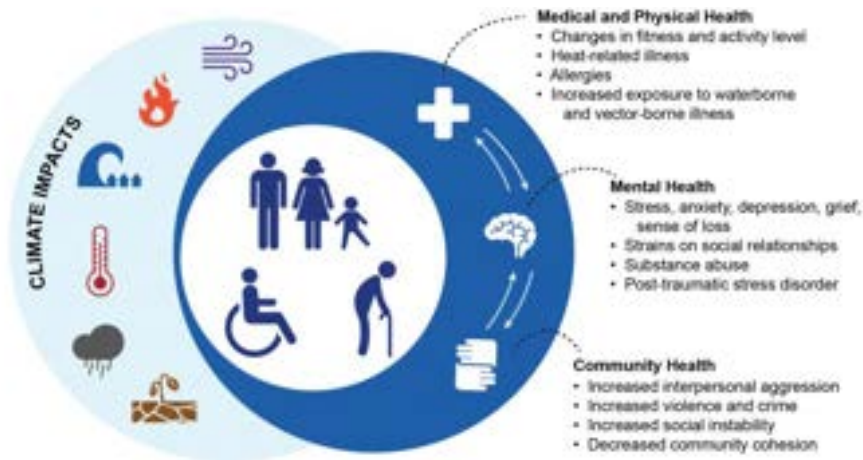 CLIMATE IMPACTS
Medical and Physical Health
• Changes in fitness and activity level
• Heat-related illness
• Allergies
• Increased exposure to waterborne
and vector-borne illness
Mental Health
• Stress, anxiety, depression, grief,
sense of loss
• Strains on social relationships
• Substance abuse
• Post-traumatic stress disorder
Community Health
• Increased interpersonal aggression
• Increased violence and crime
• Increased social instability
• Decreased community cohesion